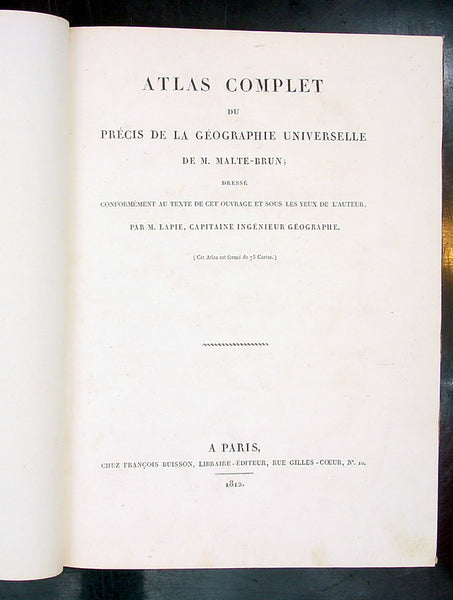 ATLAS COMPLET
DU
PRÉCIS DE LA GÉOGRAPHIE UNIVERSELLE
DE M. MALTE-BRUN;
DRESSÉ
CONFORMÉMENT AU TEXTE DE CET OUVRAGE ET SOUS LES YEUX DE L'AUTEUR,
PAR M. LAPIE, CAPITAINE INGÉNIEUR GÉOGRAPHE.
( Cet Atlas est formé de 75 Cartes. )
A PARIS,
CHEZ FRANÇOIS BUISSON, LIBRAIRE-ÉDITEUR, RUE GILLES-COEUR, N°. 10.
1812.